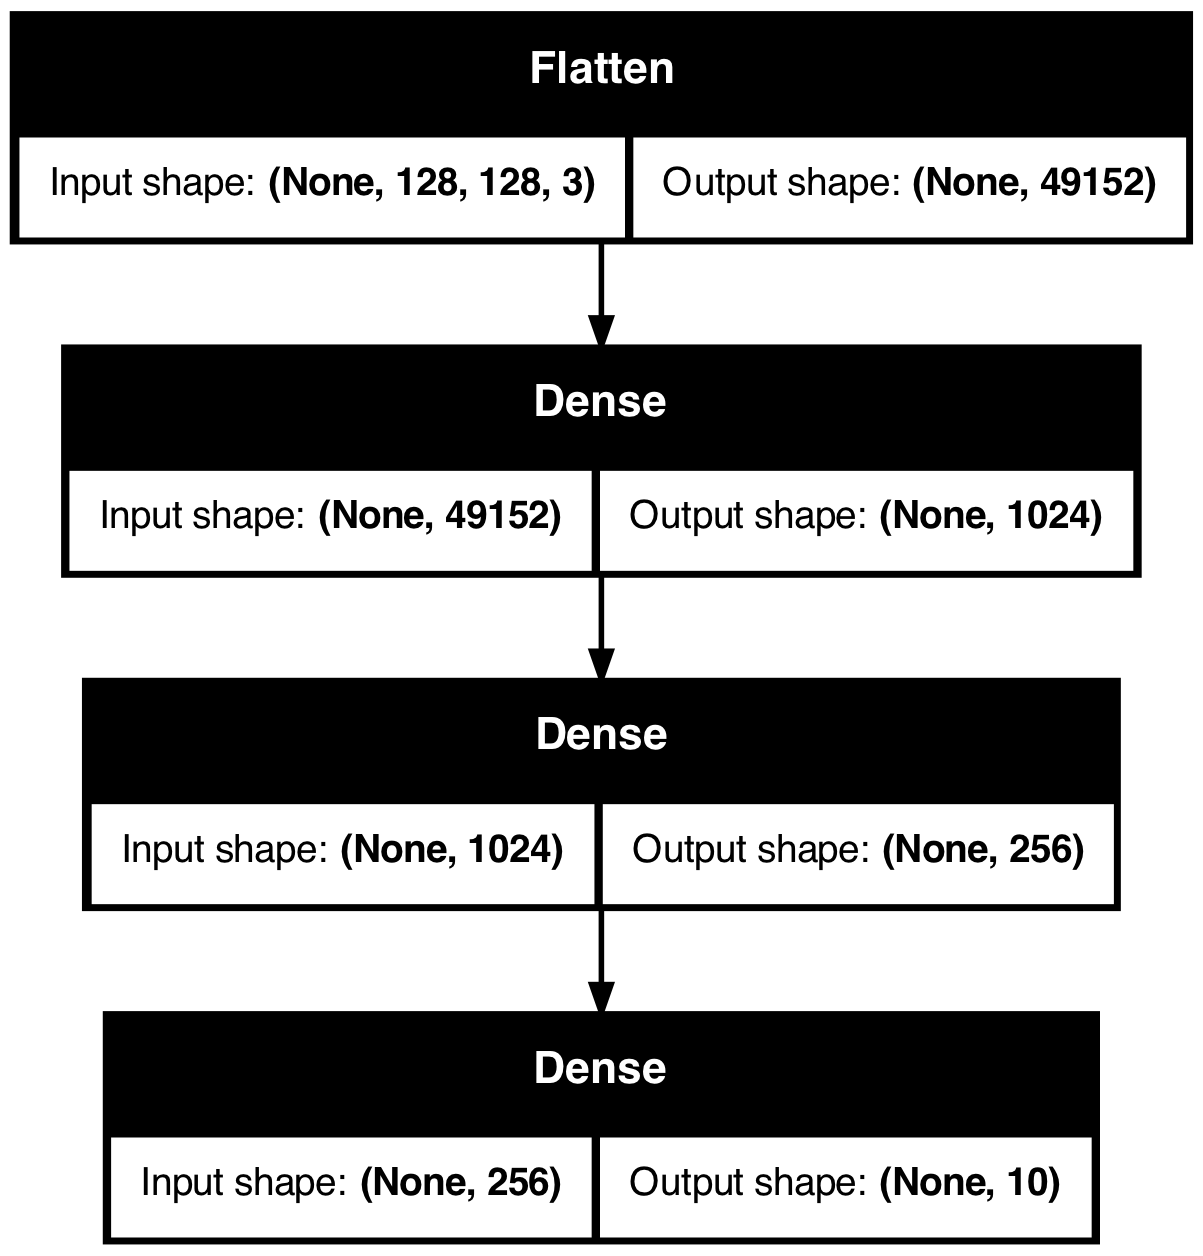 Flatten
Input shape: (None, 128, 128, 3) Output shape: (None, 49152)
Dense
Input shape: (None, 49152) Output shape: (None, 1024)
Dense
Input shape: (None, 1024) Output shape: (None, 256)
Dense
Input shape: (None, 256) Output shape: (None, 10)